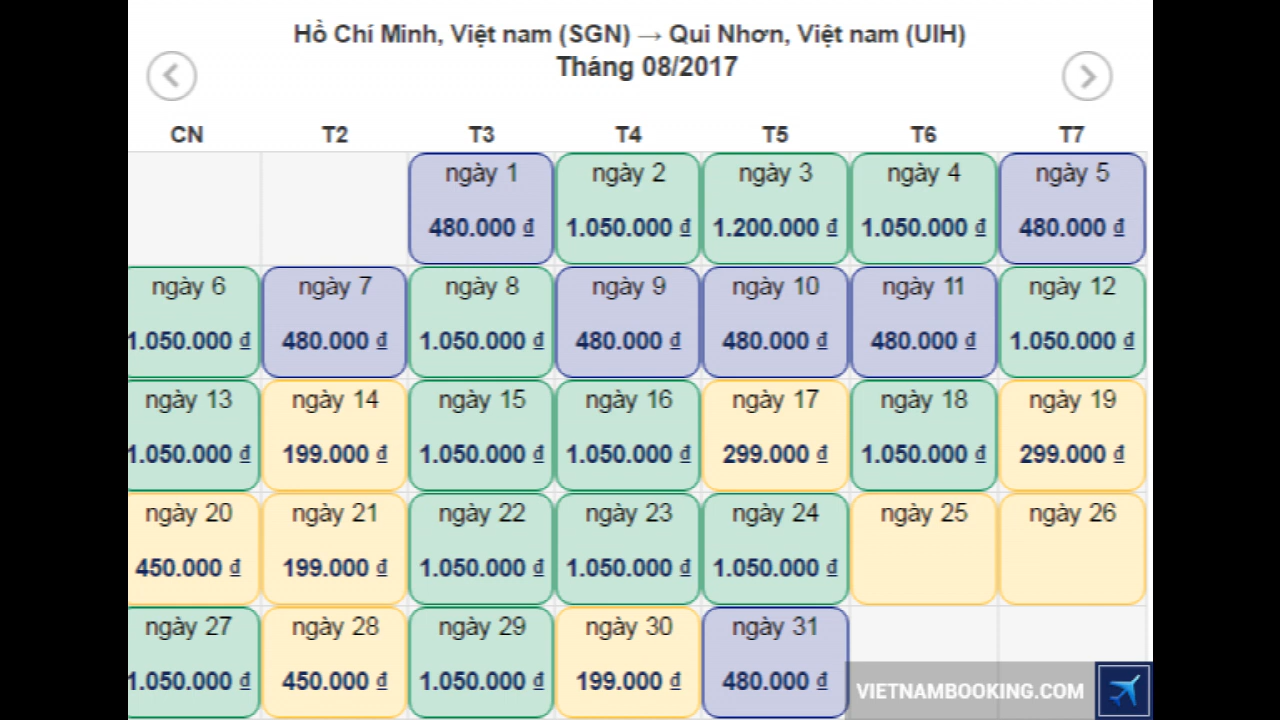 Hồ Chí Minh, Việt nam (SGN) → Qui Nhơn, Việt nam (UIH)
Tháng 08/2017
CN T2 T3 T4 T5 T6 T7
ngày 1 ngày 2 ngày 3 ngày 4 ngày 5
480.000 ₫ 1.050.000 ₫ 1.200.000 ₫ 1.050.000 ₫ 480.000 ₫
ngày 6 ngày 7 ngày 8 ngày 9 ngày 10 ngày 11 ngày 12
1.050.000 ₫ 480.000 ₫ 1.050.000 ₫ 480.000 ₫ 480.000 ₫ 480.000 ₫ 1.050.000 ₫
ngày 13 ngày 14 ngày 15 ngày 16 ngày 17 ngày 18 ngày 19
1.050.000 ₫ 199.000 ₫ 1.050.000 ₫ 1.050.000 ₫ 299.000 ₫ 1.050.000 ₫ 299.000 ₫
ngày 20 ngày 21 ngày 22 ngày 23 ngày 24 ngày 25 ngày 26
450.000 ₫ 199.000 ₫ 1.050.000 ₫ 1.050.000 ₫ 1.050.000 ₫
ngày 27 ngày 28 ngày 29 ngày 30 ngày 31
1.050.000 ₫ 450.000 ₫ 1.050.000 ₫ 199.000 ₫ 480.000 ₫
VIETNAMBOOKING.COM